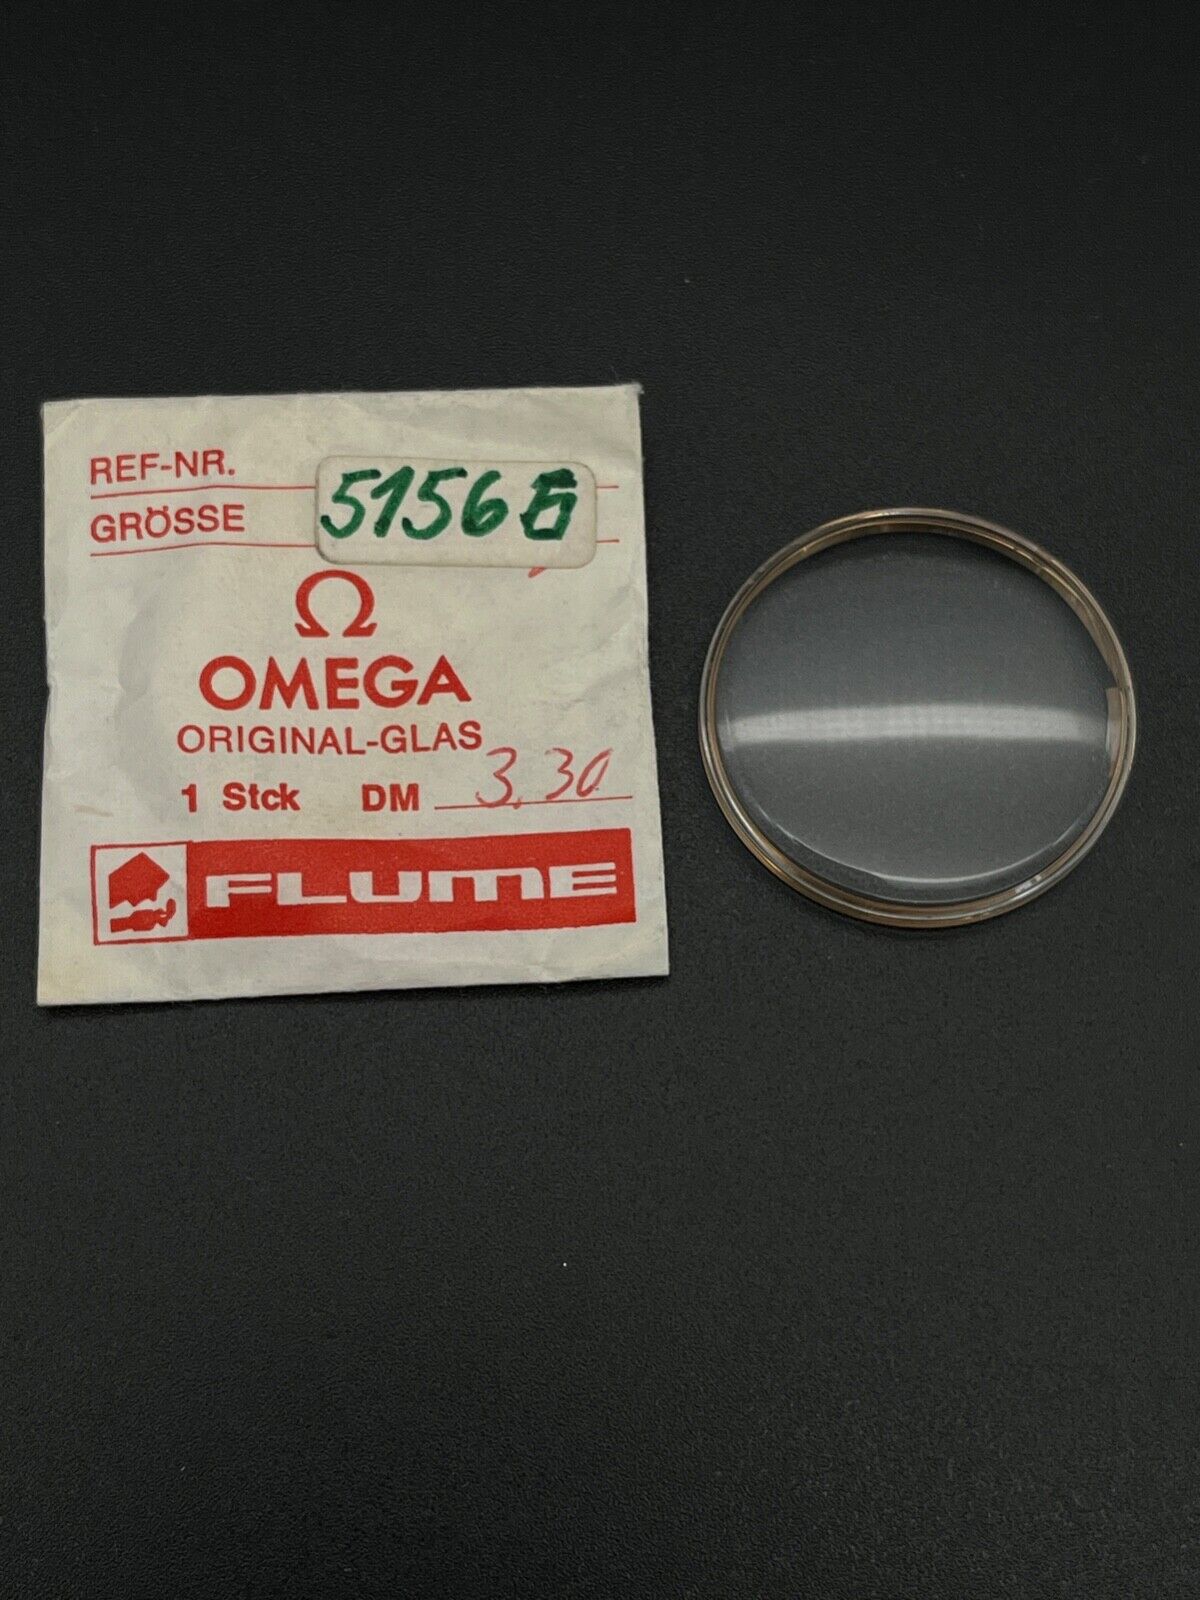 REF-NR.
GRÖSSE
5156
Ω
OMEGA
ORIGINAL-GLAS
1 Stck DM 3,30
FLUME